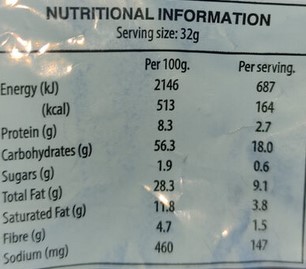 NUTRITIONAL INFORMATION
Serving size: 32g
Per 100g. Per serving.
Energy (kJ) 2146 687
(kcal) 513 164
Protein (g) 8.3 2.7
Carbohydrates (g) 56.3 18.0
Sugars (g) 1.9 0.6
Total Fat (g) 28.3 9.1
Saturated Fat (g) 11.8 3.8
Fibre (g) 4.7 1.5
Sodium (mg) 460 147